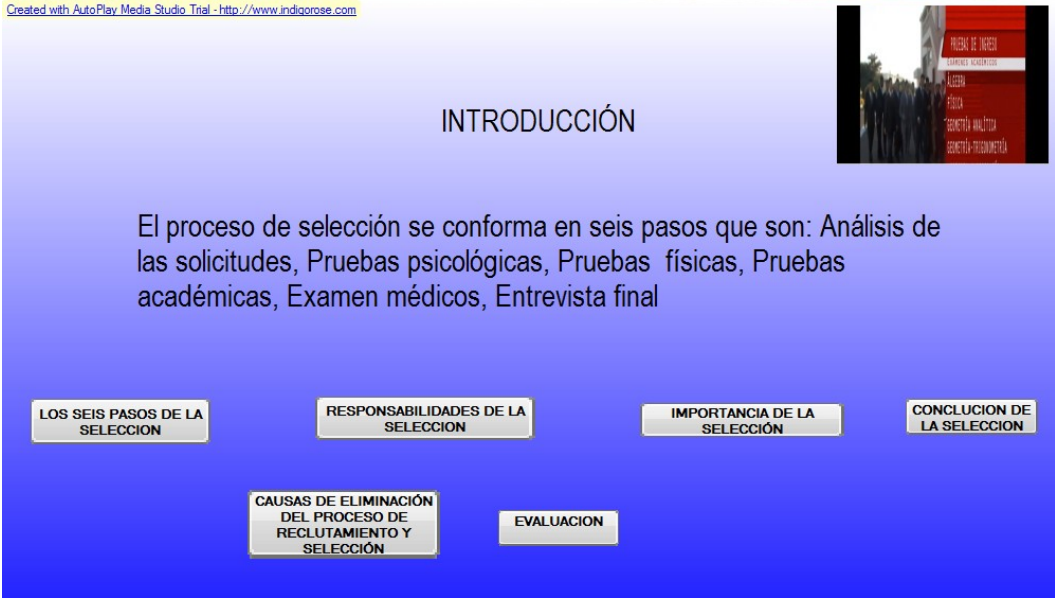 Created with AutoPlay Media Studio Trial - http://www.indigorose.com
PRUEBAS DE INGRESO
EXÁMENES ACADÉMICOS
ÁLGEBRA
FÍSICA
GEOMETRÍA ANALÍTICA
GEOMETRÍA-TRIGONOMETRÍA
INTRODUCCIÓN
El proceso de selección se conforma en seis pasos que son: Análisis de
las solicitudes, Pruebas psicológicas, Pruebas físicas, Pruebas
académicas, Examen médicos, Entrevista final
LOS SEIS PASOS DE LA
SELECCION
RESPONSABILIDADES DE LA
SELECCION
IMPORTANCIA DE LA
SELECCIÓN
CONCLUCION DE
LA SELECCION
CAUSAS DE ELIMINACIÓN
DEL PROCESO DE
RECLUTAMIENTO Y
SELECCIÓN
EVALUACION